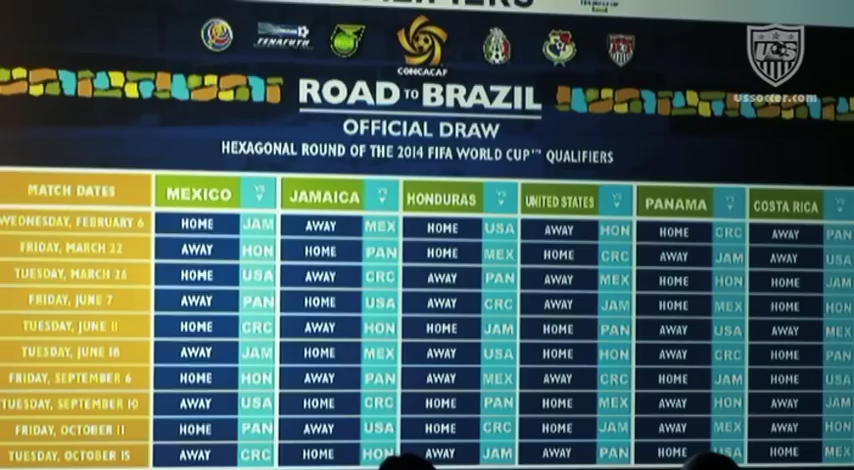 CONCACAF
ROAD TO BRAZIL
OFFICIAL DRAW
HEXAGONAL ROUND OF THE 2014 FIFA WORLD CUP™ QUALIFIERS
ussoccer.com
MATCH DATES MEXICO VS JAMAICA VS HONDURAS VS UNITED STATES VS PANAMA VS COSTA RICA VS
WEDNESDAY, FEBRUARY 6 HOME JAM AWAY MEX HOME USA AWAY HON HOME CRC AWAY PAN
FRIDAY, MARCH 22 AWAY HON HOME PAN HOME MEX HOME CRC AWAY JAM AWAY USA
TUESDAY, MARCH 26 HOME USA AWAY CRC AWAY PAN AWAY MEX HOME HON HOME JAM
FRIDAY, JUNE 7 AWAY PAN HOME USA AWAY CRC AWAY JAM HOME MEX HOME HON
TUESDAY, JUNE 11 HOME CRC AWAY HON HOME JAM HOME PAN AWAY USA AWAY MEX
TUESDAY, JUNE 18 AWAY JAM HOME MEX AWAY USA HOME HON AWAY CRC HOME PAN
FRIDAY, SEPTEMBER 6 HOME HON AWAY PAN AWAY MEX AWAY CRC HOME JAM HOME USA
TUESDAY, SEPTEMBER 10 AWAY USA HOME CRC HOME PAN HOME MEX AWAY HON AWAY JAM
FRIDAY, OCTOBER 11 HOME PAN AWAY USA HOME CRC HOME JAM AWAY MEX AWAY HON
TUESDAY, OCTOBER 15 AWAY CRC HOME HON AWAY JAM AWAY PAN HOME USA HOME MEX